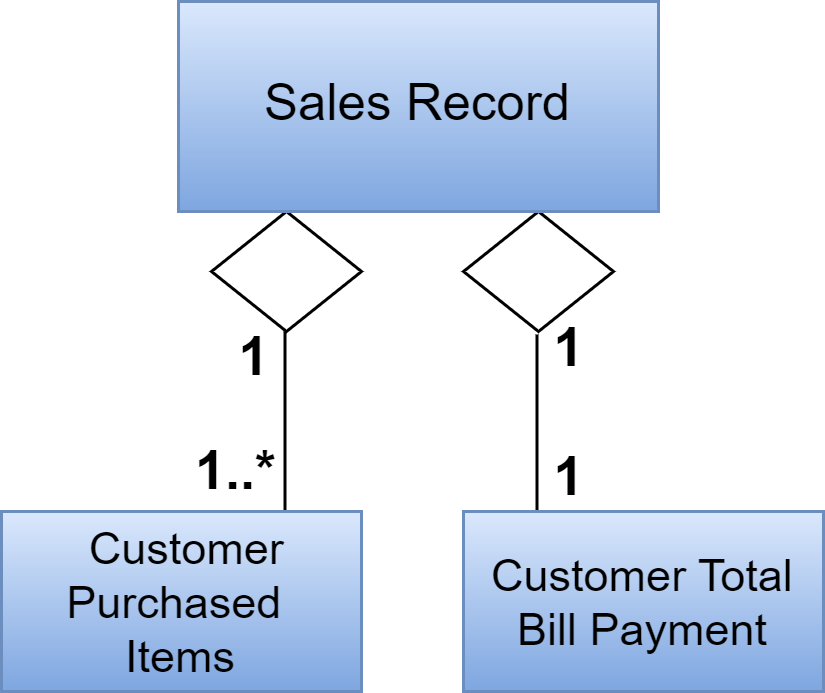 Sales Record
1
1
1..*
1
Customer
Purchased
Items
Customer Total
Bill Payment